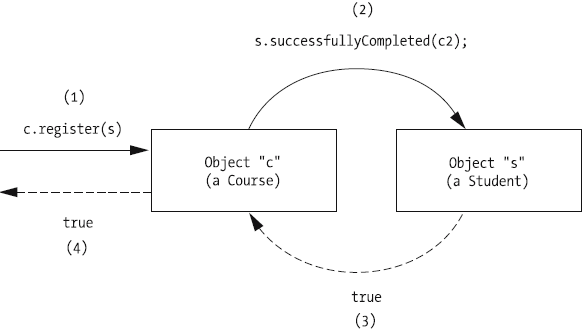 (2)
s.successfullyCompleted(c2);
(1)
c.register(s)
Object "c"
(a Course)
Object "s"
(a Student)
true
(4)
true
(3)